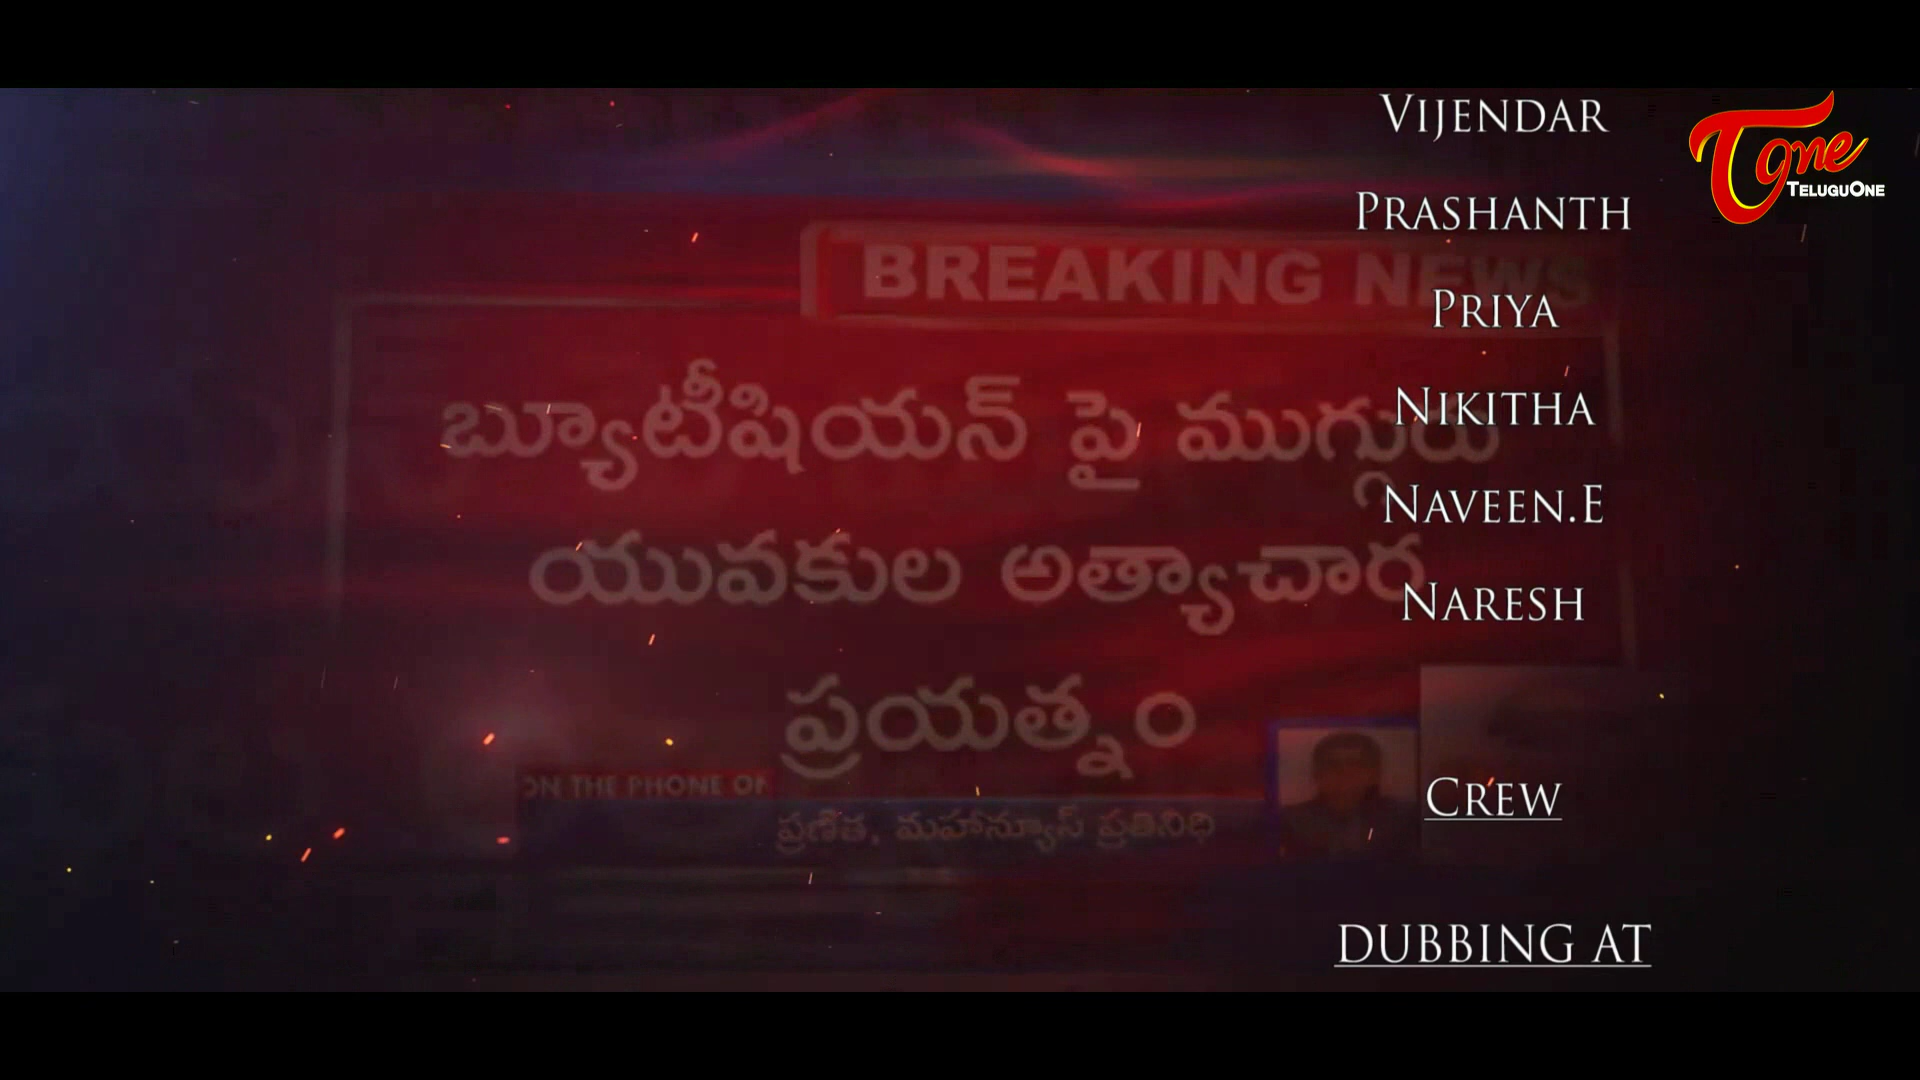 VIJENDAR
Tone
TELUGUONE
PRASHANTH
BREAKING NEWS
PRIYA
బ్యూటీషియన్ పై ముగ్గురు
NIKITHA
NAVEEN.E
యువకుల అత్యాచార
NARESH
ప్రయత్నం
ON THE PHONE ON
CREW
ప్రణీత, మహాన్యూస్ ప్రతినిధి
DUBBING AT